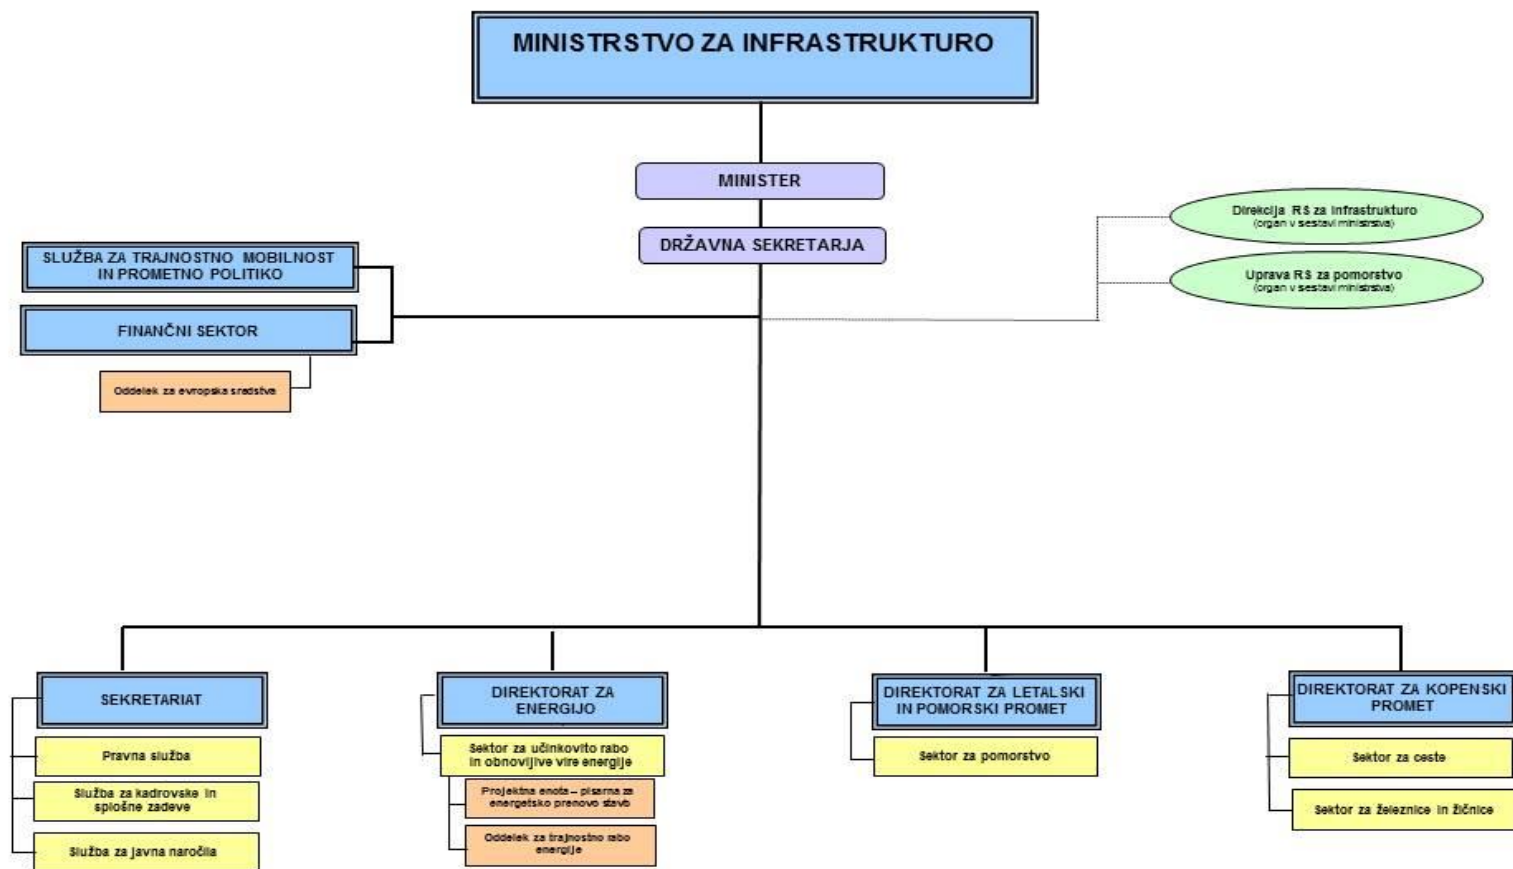 MINISTRSTVO ZA INFRASTRUKTURO
MINISTER
DRŽAVNA SEKRETARJA
Direkcija RS za infrastrukturo
(organ v sestavi ministrstva)
Uprava RS za pomorstvo
(organ v sestavi ministrstva)
SLUŽBA ZA TRAJNOSTNO MOBILNOST
IN PROMETNO POLITIKO
FINANČNI SEKTOR
Oddelek za evropska sredstva
SEKRETARIAT
Pravna služba
Služba za kadrovske in
splošne zadeve
Služba za javna naročila
DIREKTORAT ZA
ENERGIJO
Sektor za učinkovito rabo
in obnovljive vire energije
Projektna enota – pisarna za
energetsko prenovo stavb
Oddelek za trajnostno rabo
energije
DIREKTORAT ZA LETALSKI
IN POMORSKI PROMET
Sektor za pomorstvo
DIREKTORAT ZA KOPENSKI
PROMET
Sektor za ceste
Sektor za železnice in žičnice